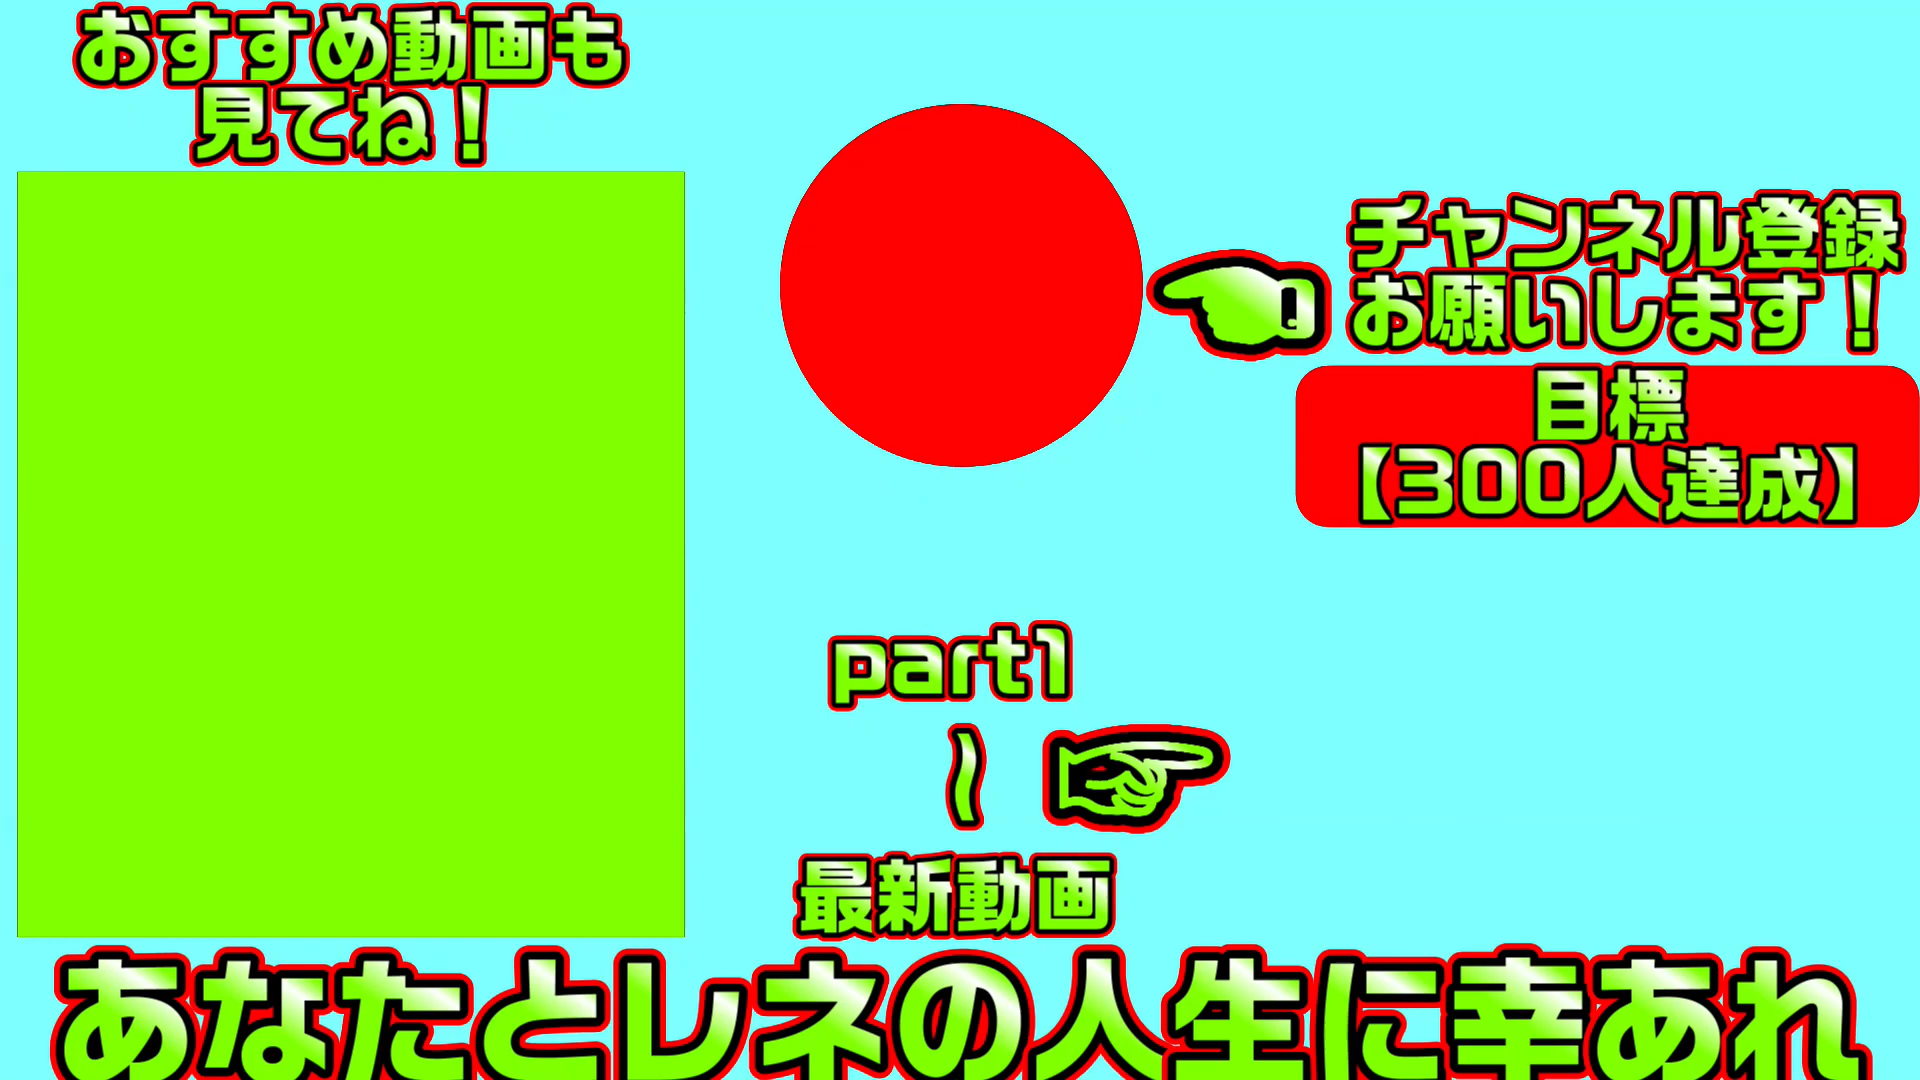 おすすめ動画も
見てね！
チャンネル登録
お願いします！
目標
【300人達成】
part1
～
最新動画
あなたとレネの人生に幸あれ